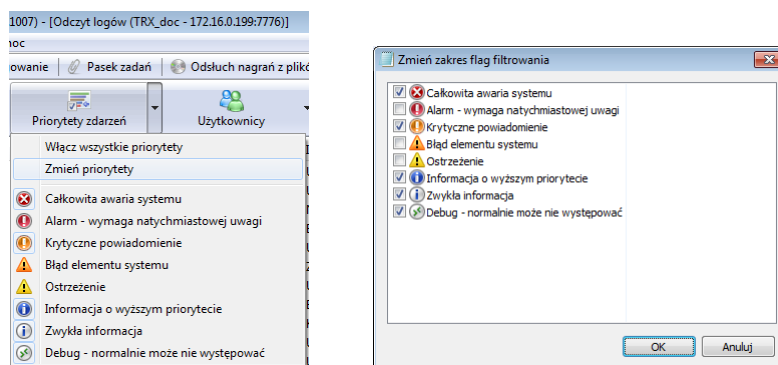 1007) - [Odczyt logów (TRX_doc - 172.16.0.199:7776)]
Pasek zadań
Odsłuch nagrań z
Priorytety zdarzeń
Użytkownicy
Włącz wszystkie priorytety
Zmień priorytety
Całkowita awaria systemu
Alarm - wymaga natychmiastowej uwagi
Krytyczne powiadomienie
Błąd elementu systemu
Ostrzeżenie
Informacja o wyższym priorytecie
Zwykła informacja
Debug - normalnie może nie występować
Zmień zakres flag filtrowania
Całkowita awaria systemu
Alarm - wymaga natychmiastowej uwagi
Krytyczne powiadomienie
Błąd elementu systemu
Ostrzeżenie
Informacja o wyższym priorytecie
Zwykła informacja
Debug - normalnie może nie występować
OK
Anuluj